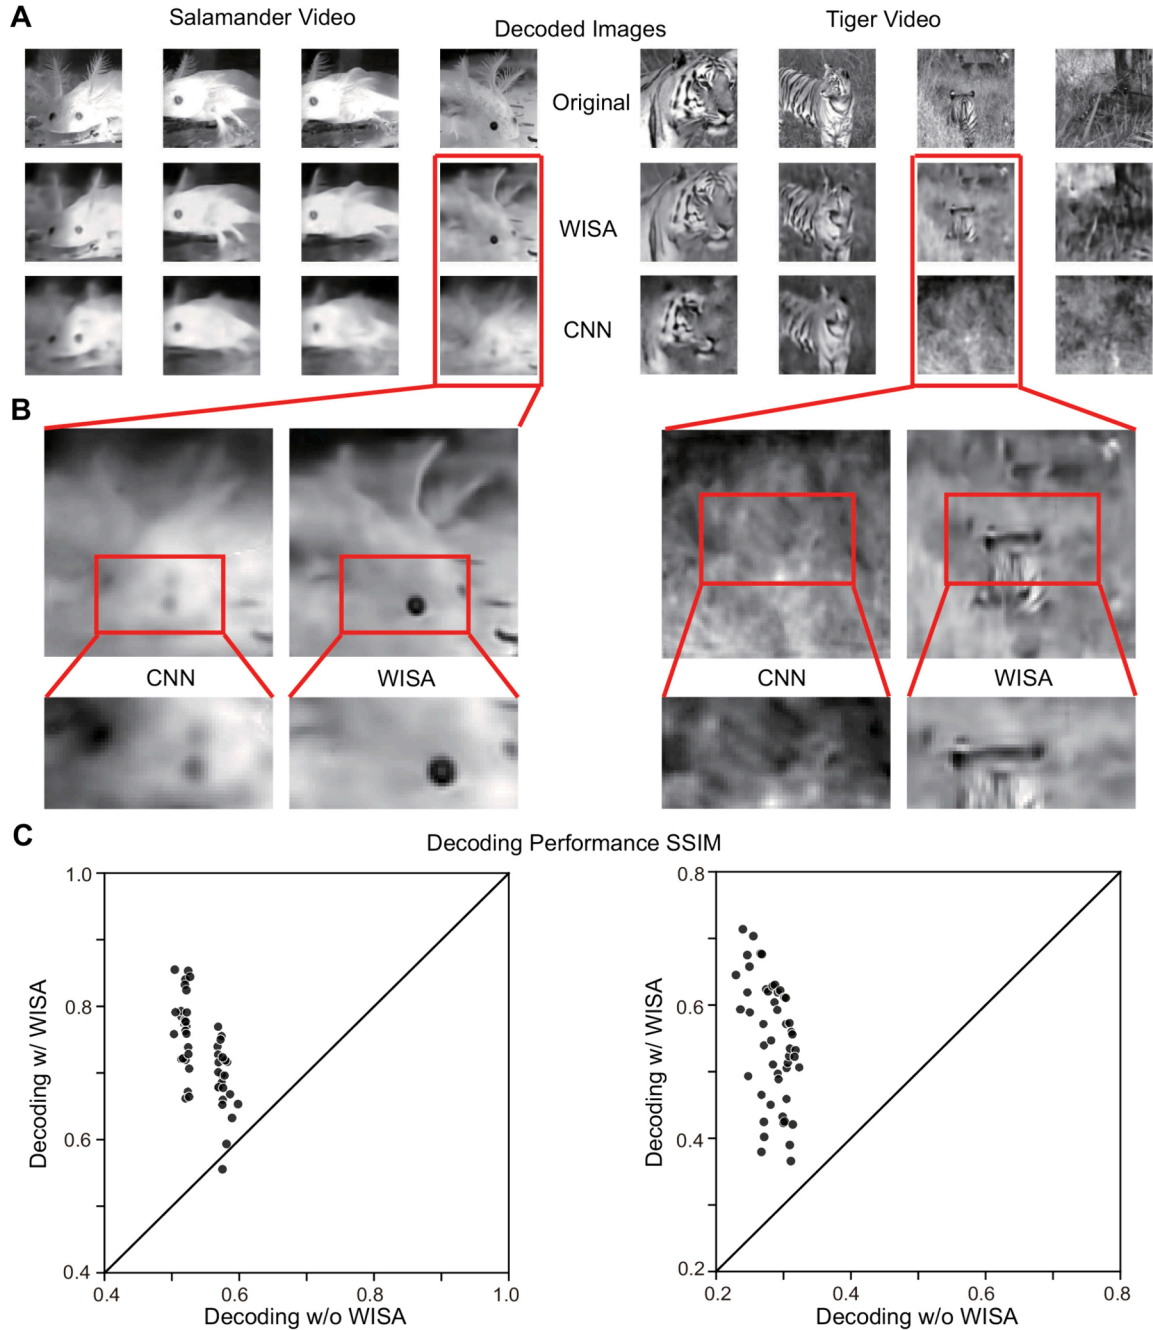 A
Salamander Video
Decoded Images
Tiger Video
Original
WISA
CNN
B
CNN
WISA
CNN
WISA
C
Decoding Performance SSIM
Decoding w/ WISA
1.0
0.8
0.6
0.4
0.4
0.6
0.8
1.0
Decoding w/o WISA
Decoding w/ WISA
0.8
0.6
0.4
0.2
0.2
0.4
0.6
0.8
Decoding w/o WISA